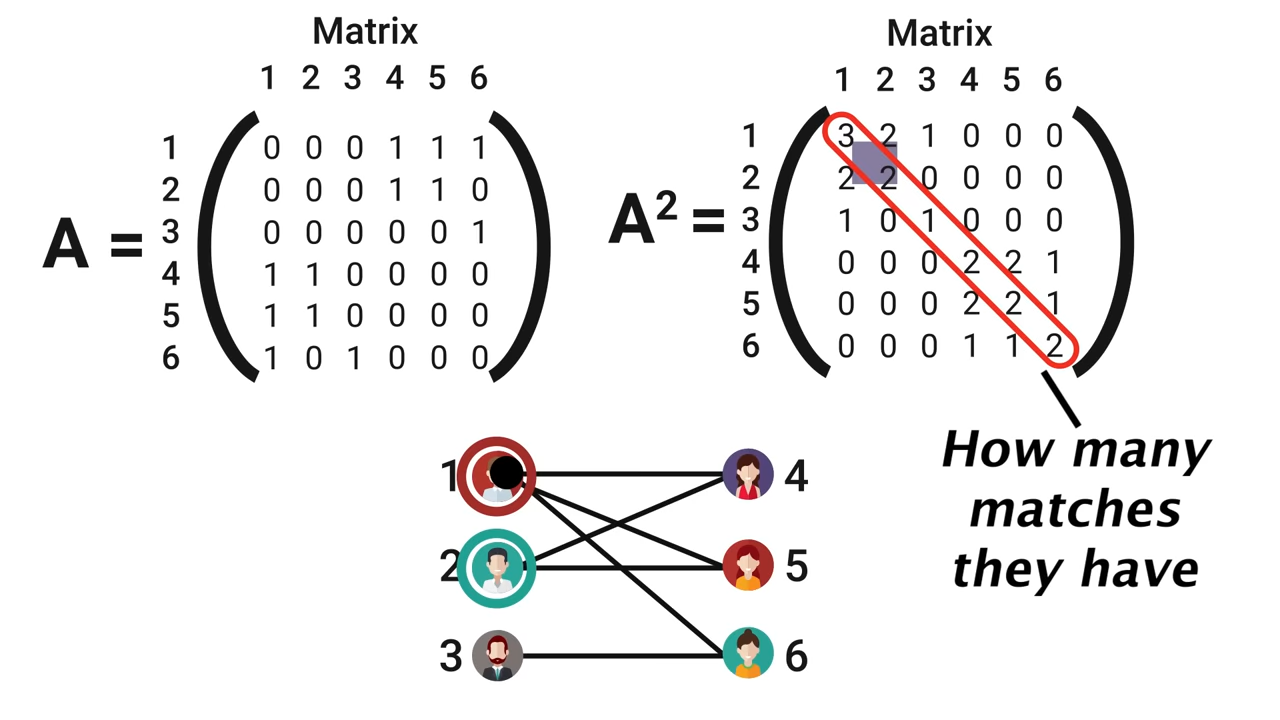 Matrix
1 2 3 4 5 6
A =
1 0 0 0 1 1 1
2 0 0 0 1 1 0
3 0 0 0 0 0 1
4 1 1 0 0 0 0
5 1 1 0 0 0 0
6 1 0 1 0 0 0
Matrix
1 2 3 4 5 6
A² =
1 3 2 1 0 0 0
2 2 2 0 0 0 0
3 1 0 1 0 0 0
4 0 0 0 2 2 1
5 0 0 0 2 2 1
6 0 0 0 1 1 2
1 4
2 5
3 6
How many
matches
they have